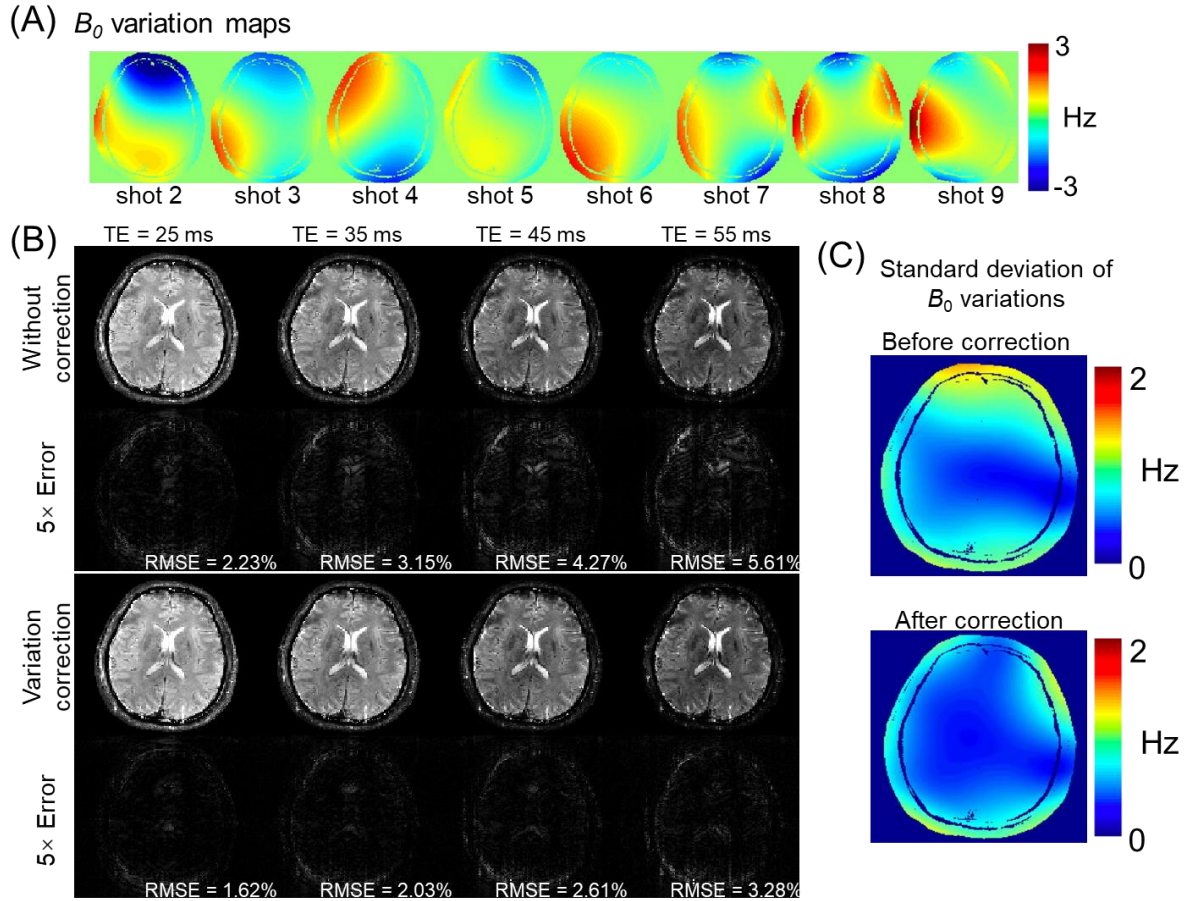 (A) B₀ variation maps
3
Hz
-3
shot 2 shot 3 shot 4 shot 5 shot 6 shot 7 shot 8 shot 9
(B)
TE = 25 ms TE = 35 ms TE = 45 ms TE = 55 ms
Without
correction
5× Error
RMSE = 2.23% RMSE = 3.15% RMSE = 4.27% RMSE = 5.61%
Variation
correction
5× Error
RMSE = 1.62% RMSE = 2.03% RMSE = 2.61% RMSE = 3.28%
(C)
Standard deviation of
B₀ variations
Before correction
2
Hz
0
After correction
2
Hz
0